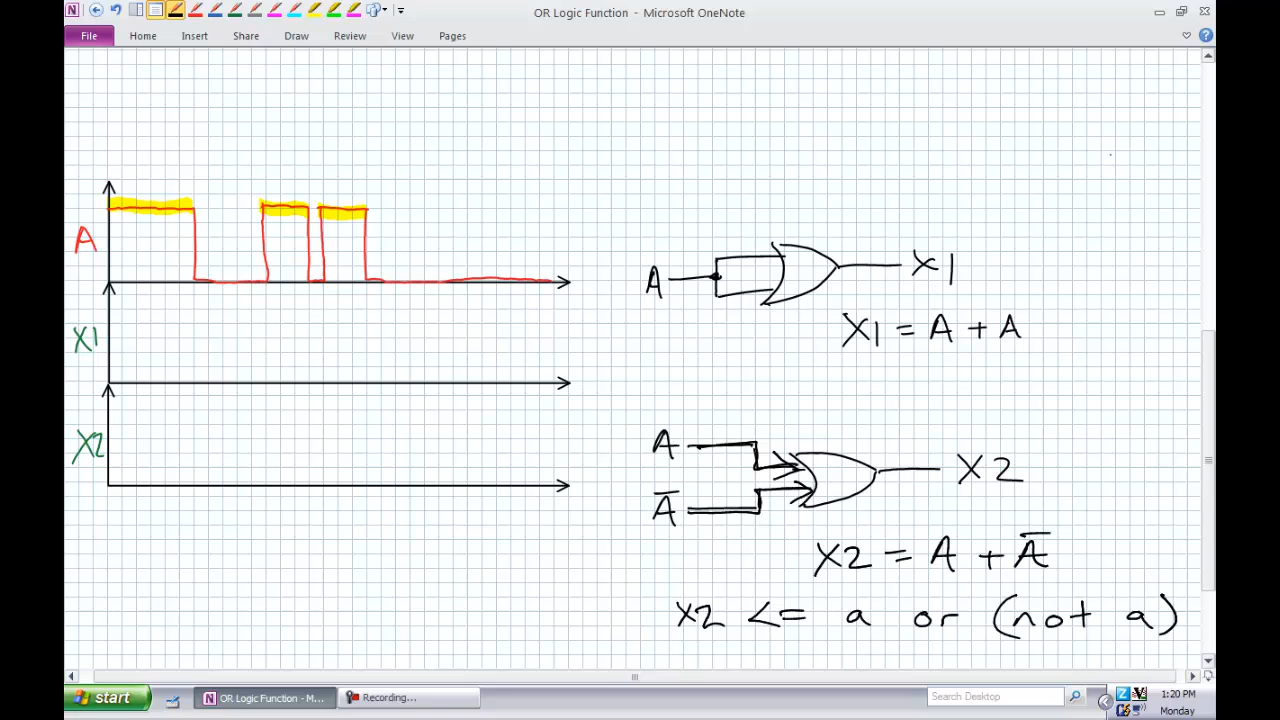 OR Logic Function - Microsoft OneNote
File Home Insert Share Draw Review View Pages
A
X1
X2
A X1
X1 = A + A
A
A̅
X2
X2 = A + A̅
X2 <= a or (not a)
start
OR Logic Function - M...
Recording...
Search Desktop
1:20 PM
Monday